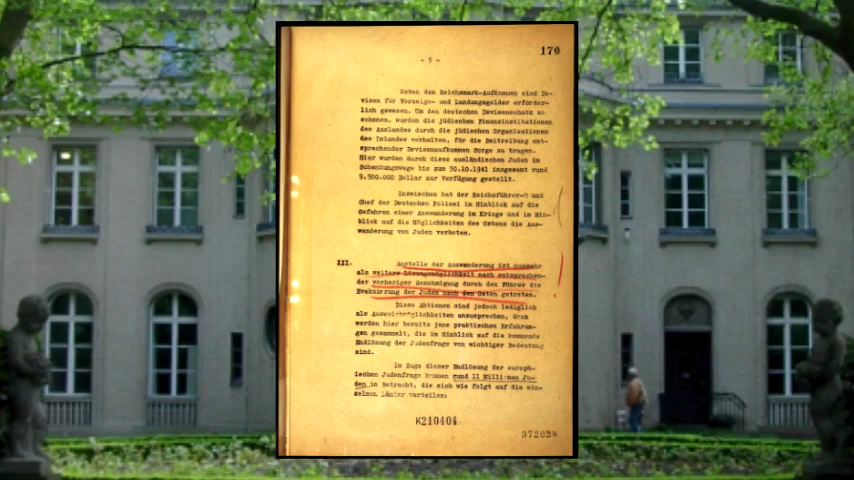 170
- 5 -
Neben dem Reichsmark-Aufkommen sind De-
visen für Vorzeige- und Landungsgelder erforder-
lich gewesen. Um den deutschen Devisenschatz zu
schonen, wurden die jüdischen Finanzinstitutionen
des Auslandes durch die jüdischen Organisationen
des Inlandes verhalten, für die Beitreibung ent-
sprechender Devisenaufkommen Sorge zu tragen.
Hier wurden durch diese ausländischen Juden im
Schenkungswege bis zum 30.10.1941 insgesamt rund
9.500.000 Dollar zur Verfügung gestellt.
Inzwischen hat der Reichsführer-SS und
Chef der Deutschen Polizei im Hinblick auf die
Gefahren einer Auswanderung im Kriege und im Hin-
blick auf die Möglichkeiten des Ostens die Aus-
wanderung von Juden verboten.
III. Anstelle der Auswanderung ist nunmehr
als weitere Lösungsmöglichkeit nach entsprechen-
der vorheriger Genehmigung durch den Führer die
Evakuierung der Juden nach dem Osten getreten.
Diese Aktionen sind jedoch lediglich
als Ausweichmöglichkeiten anzusprechen, doch
werden hier bereits jene praktischen Erfahrun-
gen gesammelt, die im Hinblick auf die kommende
Endlösung der Judenfrage von wichtiger Bedeutung
sind.
Im Zuge dieser Endlösung der europä-
ischen Judenfrage kommen rund 11 Millionen Ju-
den in Betracht, die sich wie folgt auf die ein-
zelnen Länder verteilen:
K210404
372028